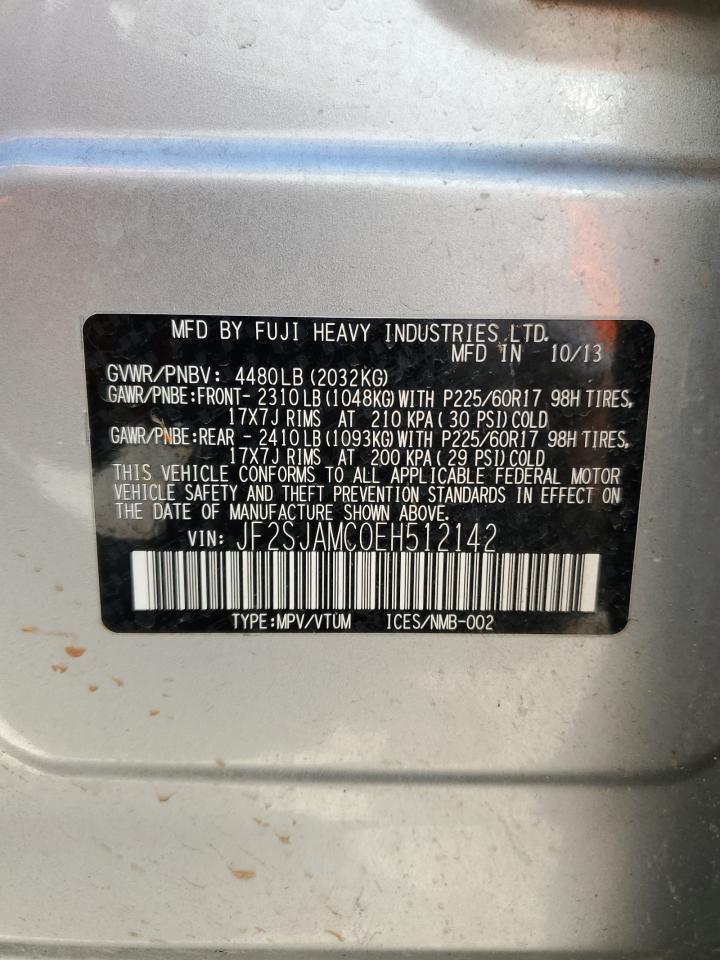 MFD BY FUJI HEAVY INDUSTRIES LTD.
MFD IN 10/13
GVWR/PNBV: 4480LB (2032KG)
GAWR/PNBE:FRONT- 2310LB (1048KG)WITH P225/60R17 98H TIRES,
17X7J RIMS AT 210 KPA( 30 PSI)COLD
GAWR/PNBE:REAR - 2410LB (1093KG)WITH P225/60R17 98H TIRES,
17X7J RIMS AT 200 KPA( 29 PSI)COLD
THIS VEHICLE CONFORMS TO ALL APPLICABLE FEDERAL MOTOR
VEHICLE SAFETY AND THEFT PREVENTION STANDARDS IN EFFECT ON
THE DATE OF MANUFACTURE SHOWN ABOVE.
VIN: JF2SJAMC0EH512142
TYPE:MPV/VTUM ICES/NMB-002